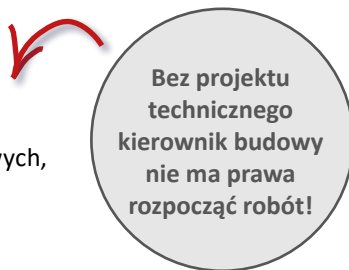 Bez projektu
technicznego
kierownik budowy
ych,
nie ma prawa
rozpocząć robót!